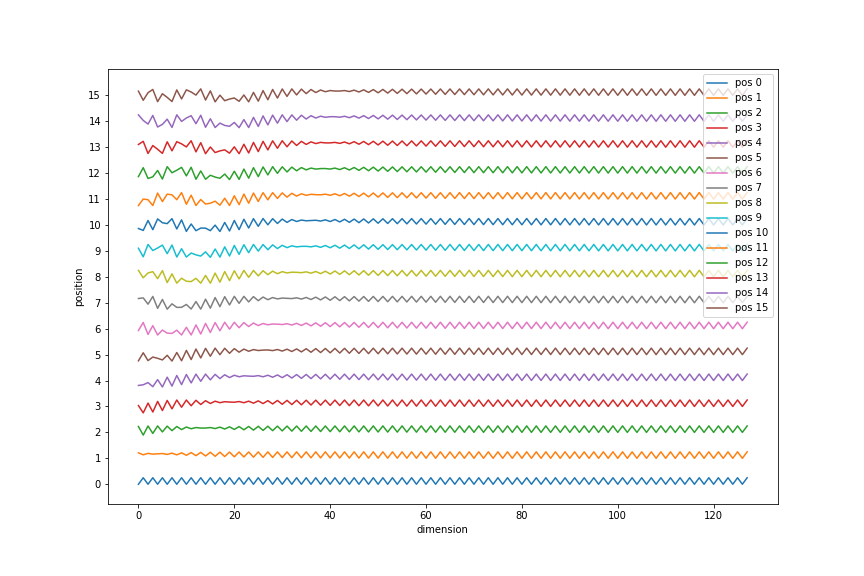 position
15
14
13
12
11
10
9
8
7
6
5
4
3
2
1
0
0 20 40 60 80 100 120
dimension
pos 0
pos 1
pos 2
pos 3
pos 4
pos 5
pos 6
pos 7
pos 8
pos 9
pos 10
pos 11
pos 12
pos 13
pos 14
pos 15